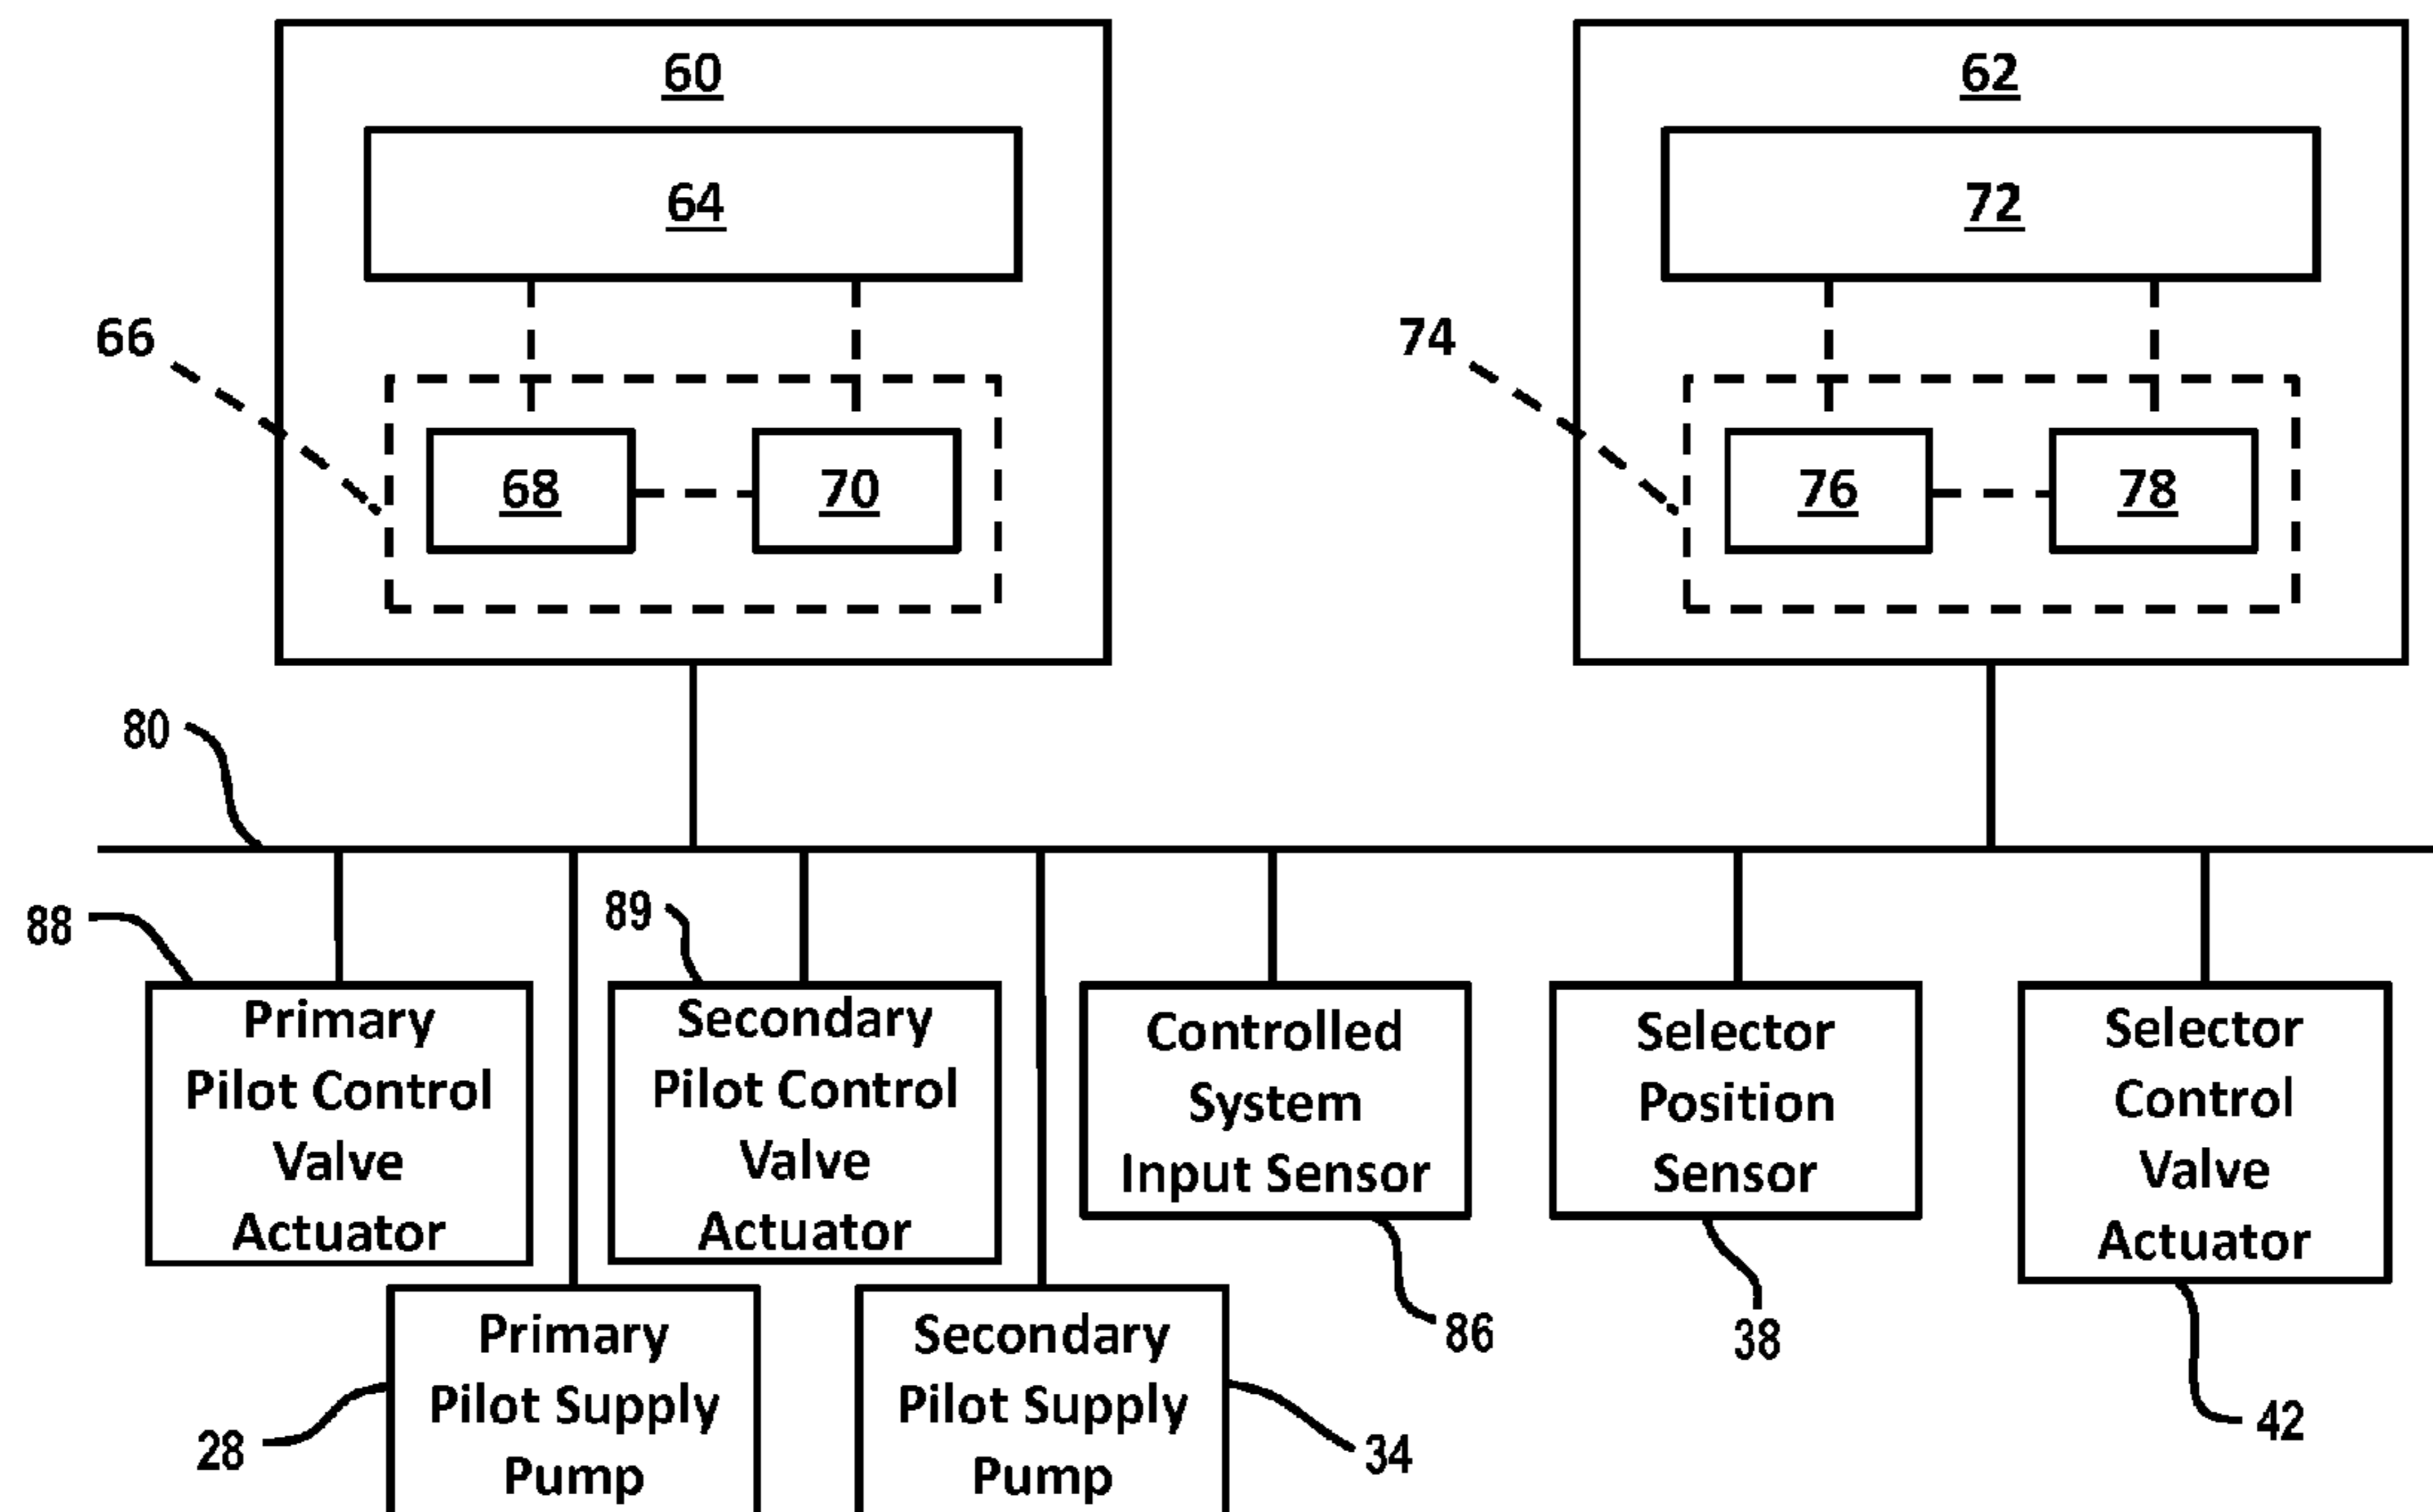 60
62
64
72
66
74
68
70
76
78
80
88
89
Primary
Pilot Control
Valve
Actuator
Secondary
Pilot Control
Valve
Actuator
Controlled
System
Input Sensor
Selector
Position
Sensor
Selector
Control
Valve
Actuator
86
38
42
Primary
Pilot Supply
Pump
Secondary
Pilot Supply
Pump
28
34